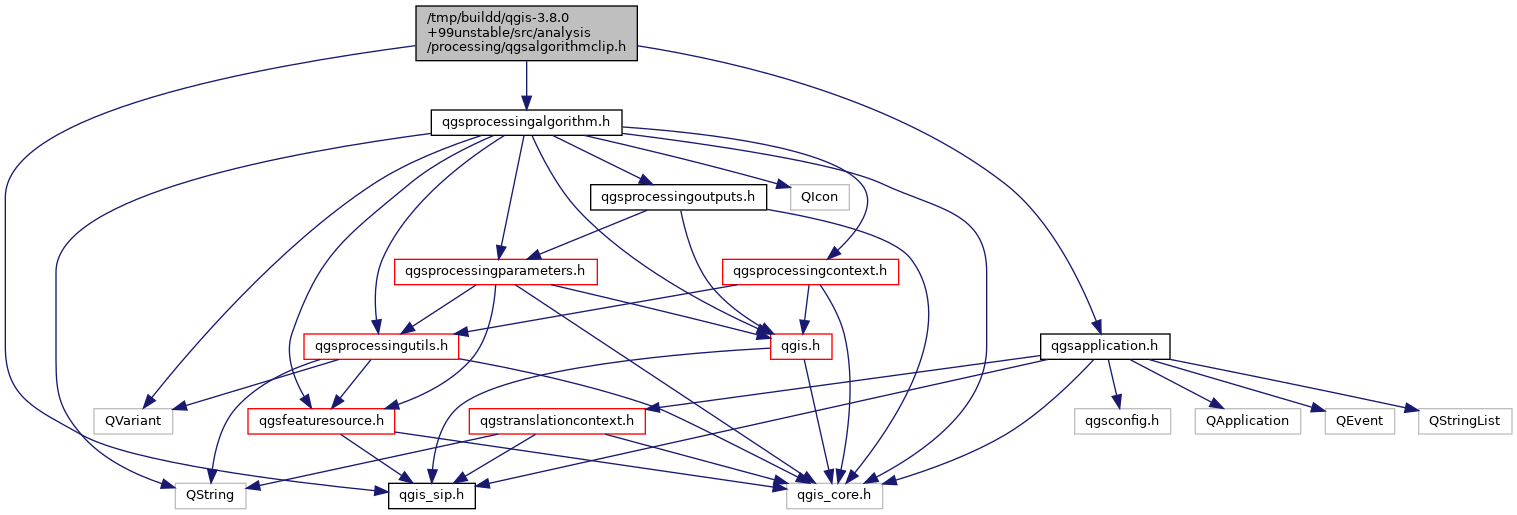 /tmp/buildd/qgis-3.8.0
+99unstable/src/analysis
/processing/qgsalgorithmclip.h
qgsprocessingalgorithm.h
qgsprocessingoutputs.h
QIcon
qgsprocessingparameters.h
qgsprocessingcontext.h
qgsprocessingutils.h
qgis.h
qgsapplication.h
QVariant
qgsfeaturesource.h
qgstranslationcontext.h
qgsconfig.h
QApplication
QEvent
QStringList
QString
qgis_sip.h
qgis_core.h